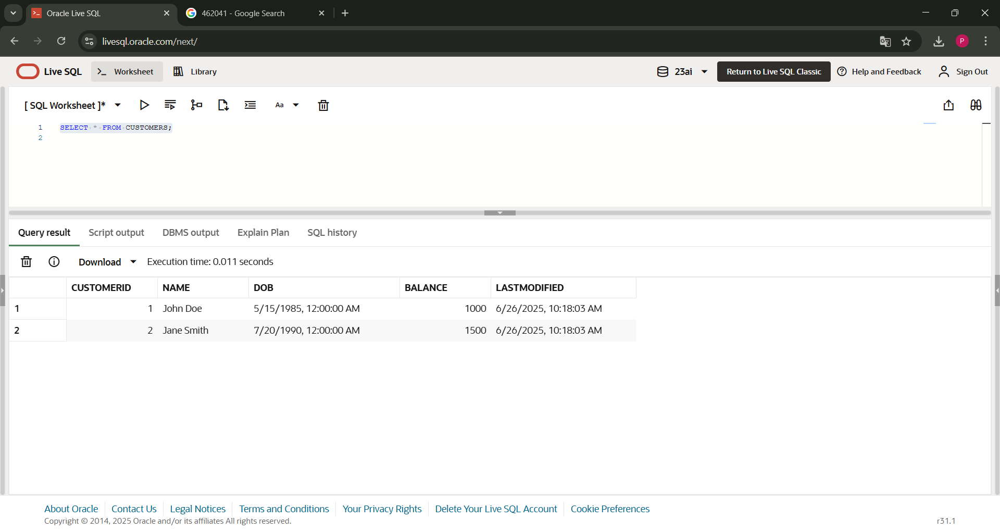 Oracle Live SQL
462041 - Google Search
livesql.oracle.com/next/
P
Live SQL
Worksheet
Library
23ai
Return to Live SQL Classic
Help and Feedback
Sign Out
[ SQL Worksheet ]*
Aa
1 SELECT * FROM CUSTOMERS;
2
Query result
Script output
DBMS output
Explain Plan
SQL history
Download
Execution time: 0.011 seconds
CUSTOMERID NAME DOB BALANCE LASTMODIFIED
1 1 John Doe 5/15/1985, 12:00:00 AM 1000 6/26/2025, 10:18:03 AM
2 2 Jane Smith 7/20/1990, 12:00:00 AM 1500 6/26/2025, 10:18:03 AM
About Oracle
Contact Us
Legal Notices
Terms and Conditions
Your Privacy Rights
Delete Your Live SQL Account
Cookie Preferences
Copyright © 2014, 2025 Oracle and/or its affiliates All rights reserved.
r31.1